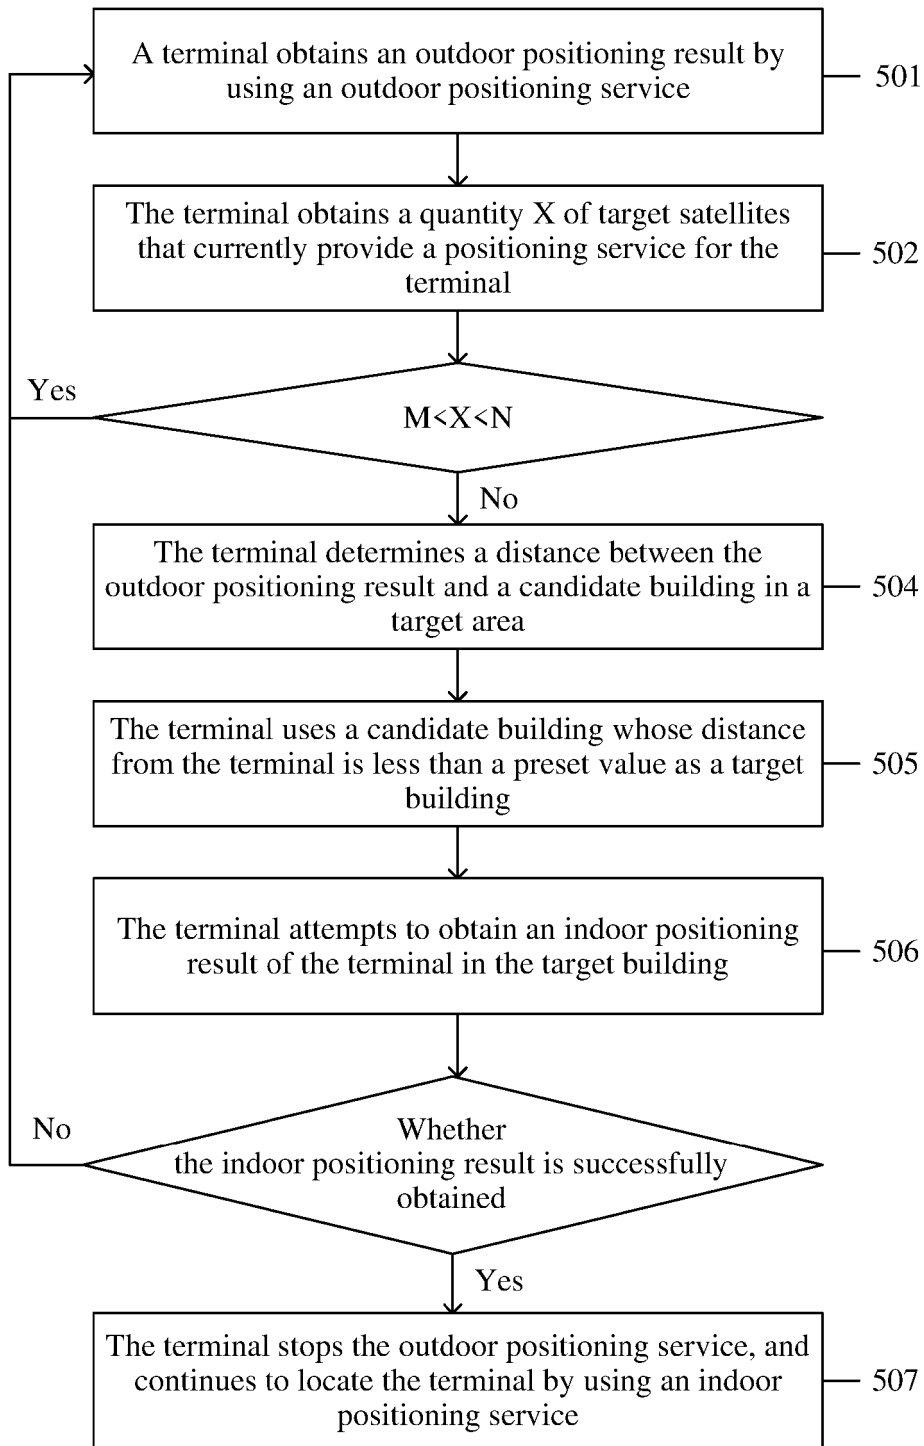 A terminal obtains an outdoor positioning result by
using an outdoor positioning service
501
The terminal obtains a quantity X of target satellites
that currently provide a positioning service for the
terminal
502
Yes
M<X<N
No
The terminal determines a distance between the
outdoor positioning result and a candidate building in a
target area
504
The terminal uses a candidate building whose distance
from the terminal is less than a preset value as a target
building
505
The terminal attempts to obtain an indoor positioning
result of the terminal in the target building
506
No
Whether
the indoor positioning result is successfully
obtained
Yes
The terminal stops the outdoor positioning service, and
continues to locate the terminal by using an indoor
positioning service
507